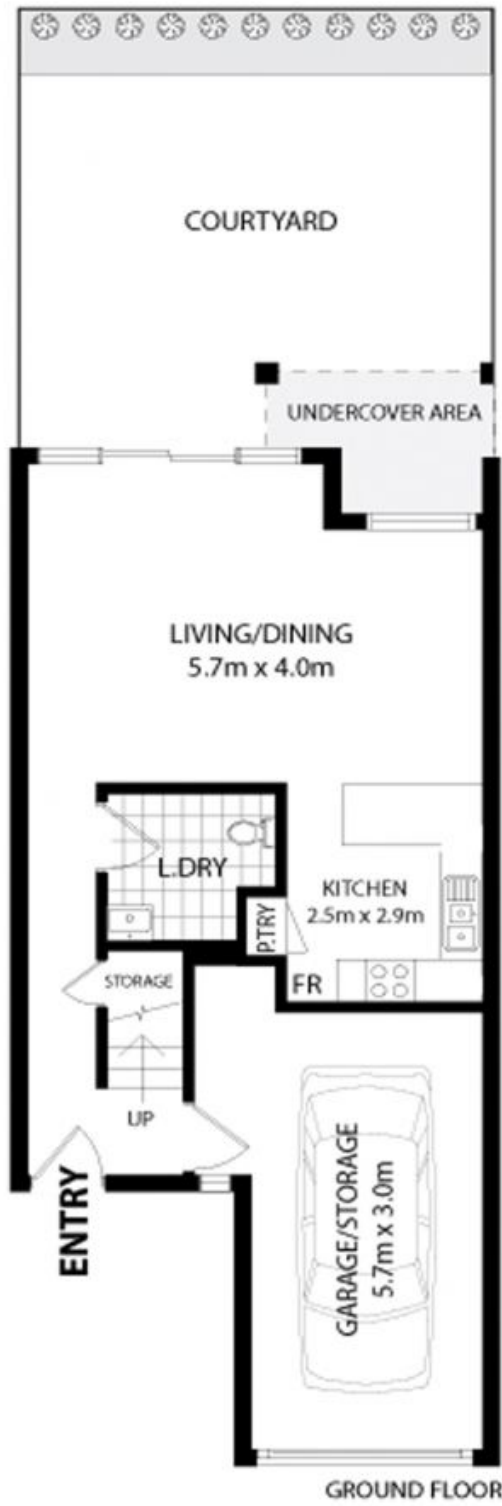 COURTYARD
UNDERCOVER AREA
LIVING/DINING
5.7m x 4.0m
L.DRY
P.TRY
KITCHEN
2.5m x 2.9m
STORAGE
FR
UP
ENTRY
GARAGE/STORAGE
5.7m x 3.0m
GROUND FLOOR